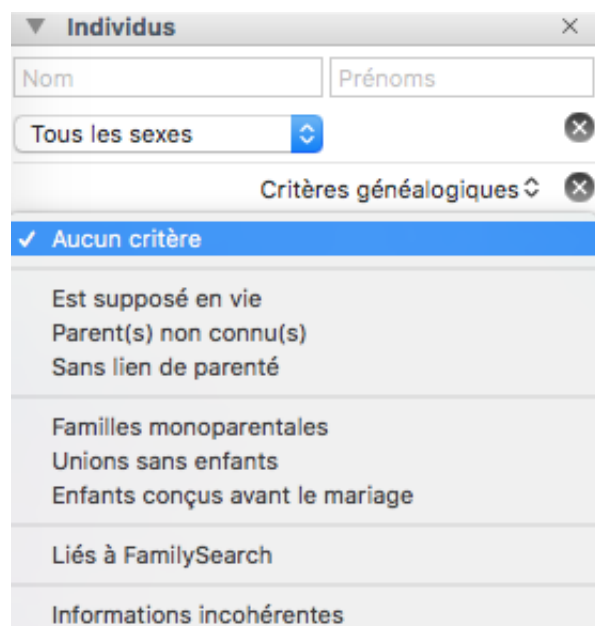 Individus
Nom Prénoms
Tous les sexes
Critères généalogiques
Aucun critère
Est supposé en vie
Parent(s) non connu(s)
Sans lien de parenté
Familles monoparentales
Unions sans enfants
Enfants conçus avant le mariage
Liés à FamilySearch
Informations incohérentes